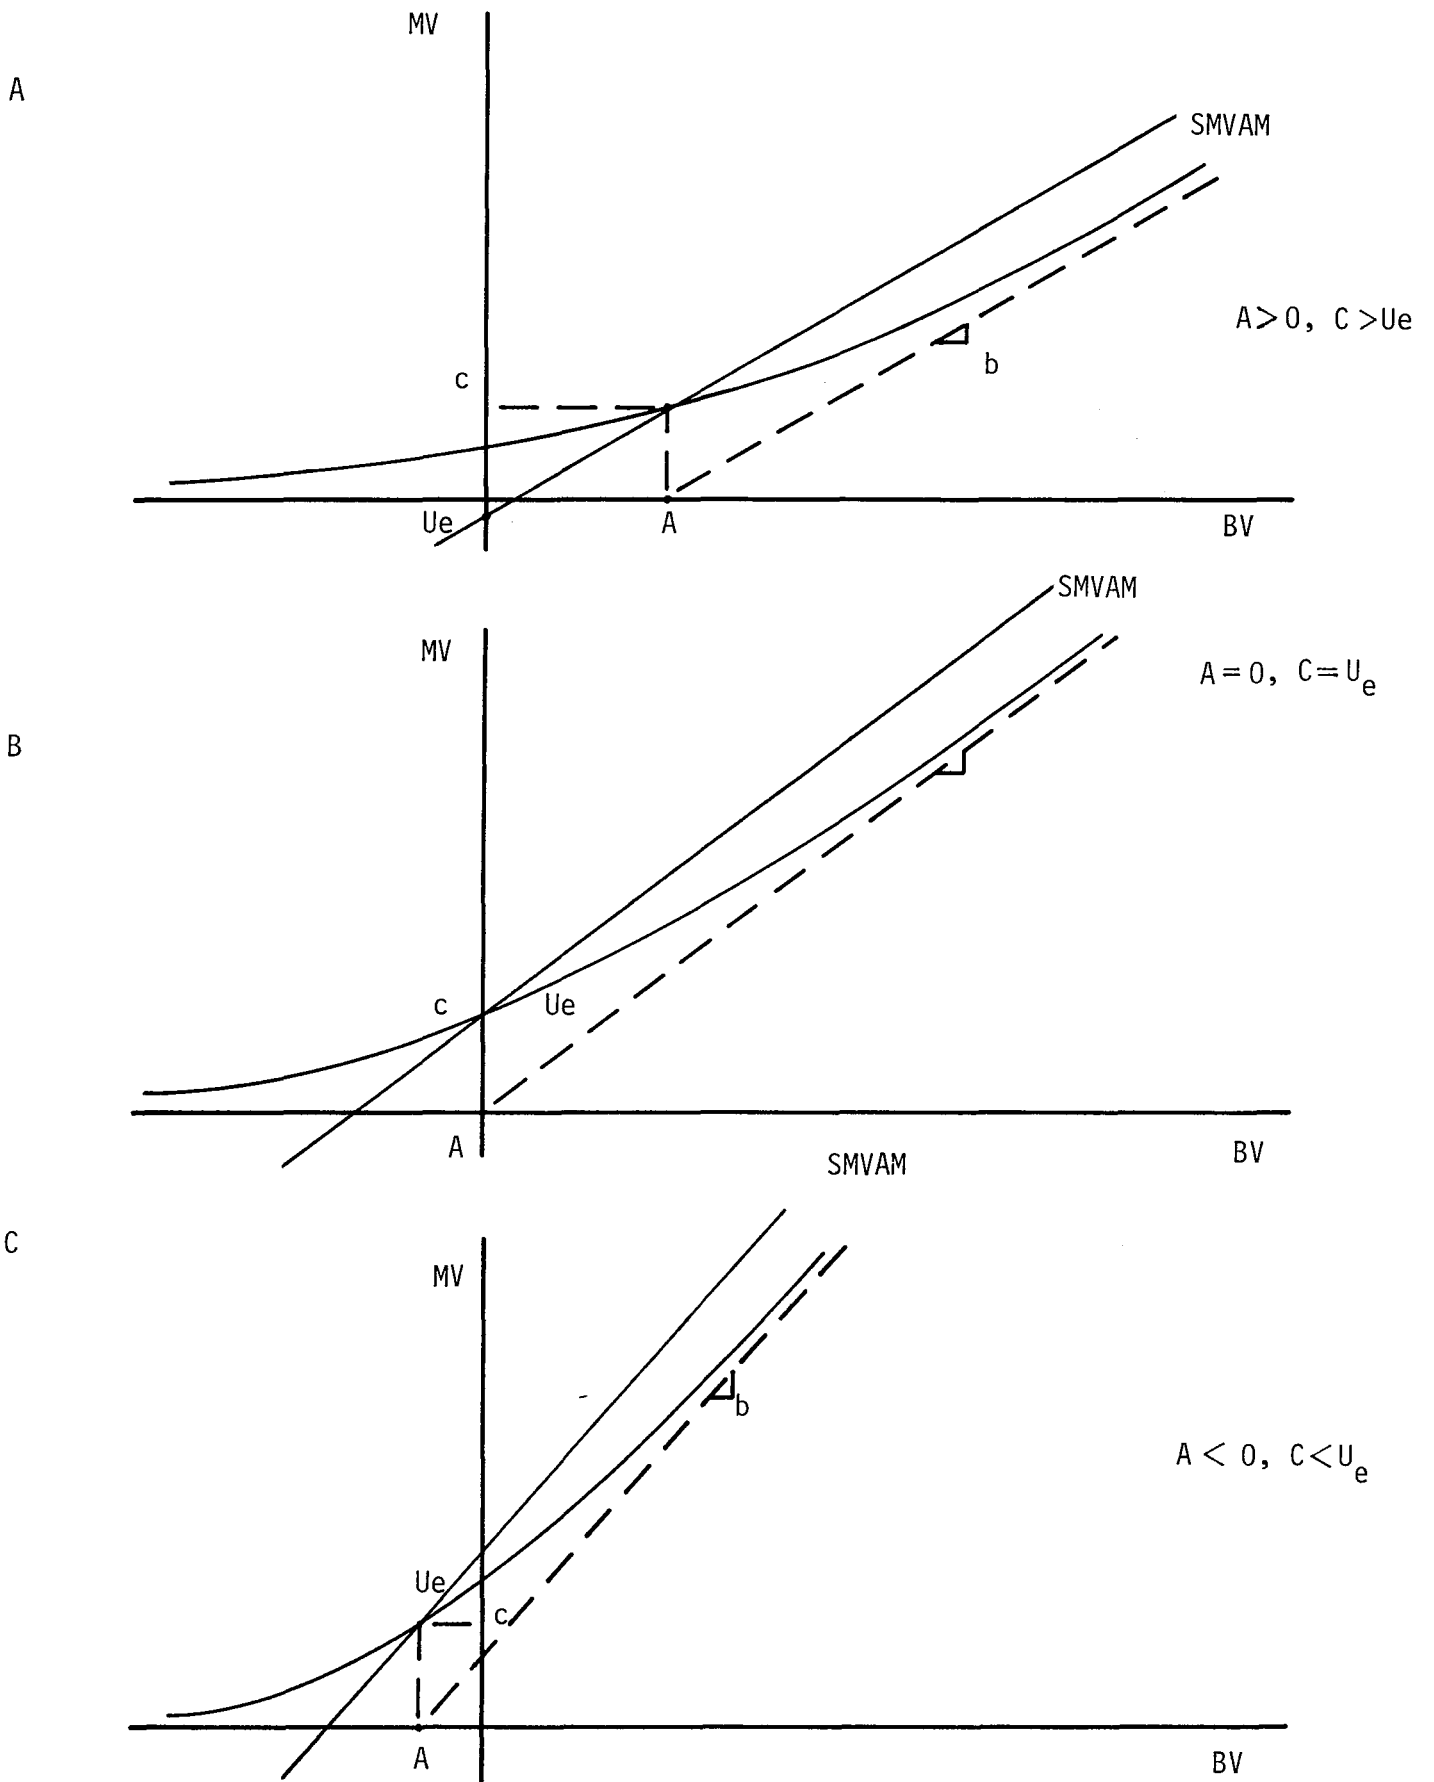 MV
A
SMVAM
A>0, C>Ue
c
b
Ue
A
BV
SMVAM
MV
A=0, C=Ue
B
c
Ue
A
BV
SMVAM
C
MV
b
A < 0, C<Ue
Ue
c
A
BV